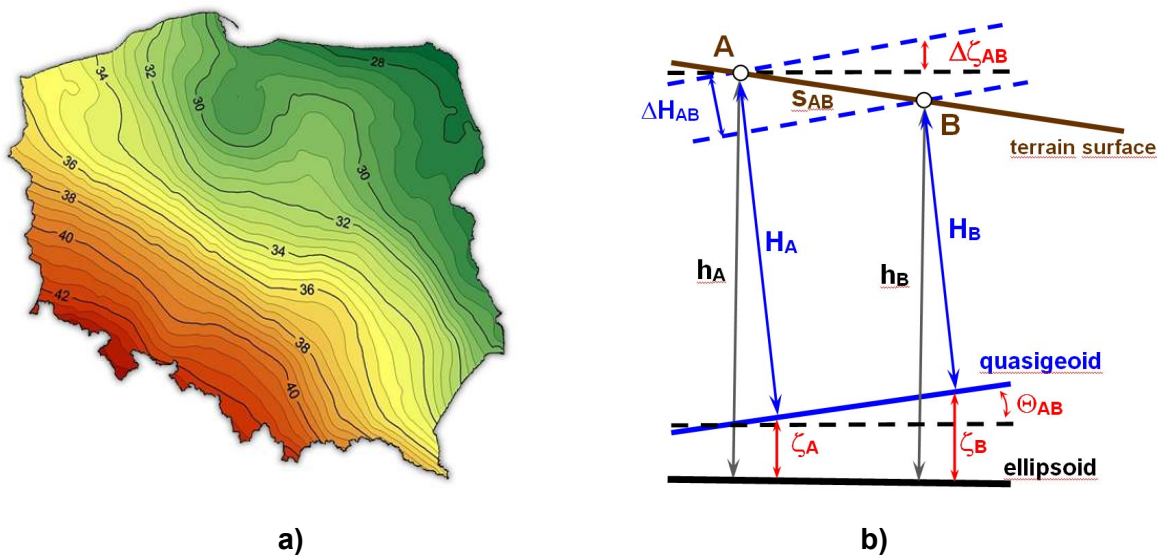 28
34
32
30
36
38
40
42
30
32
34
36
38
40
a)
A
ΔζAB
ΔHAB
sAB
B
terrain surface
HA
HB
hA
hB
quasigeoid
ΘAB
ζA
ζB
ellipsoid
b)